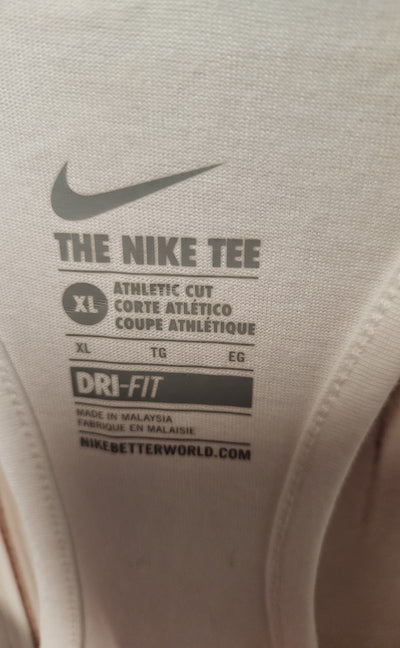 THE NIKE TEE
XL
ATHLETIC CUT
CORTE ATLÉTICO
COUPE ATHLÉTIQUE
XL TG EG
DRI-FIT
MADE IN MALAYSIA
FABRIQUE EN MALAISIE
NIKEBETTERWORLD.COM